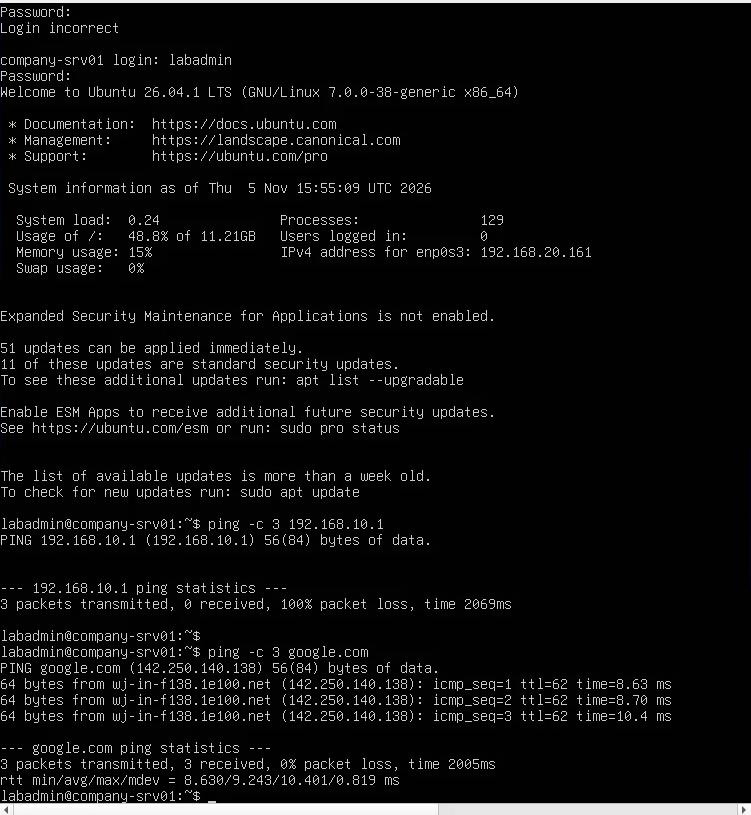 Password:
Login incorrect
company-srv01 login: labadmin
Password:
Welcome to Ubuntu 26.04.1 LTS (GNU/Linux 7.0.0-38-generic x86_64)
* Documentation:  https://docs.ubuntu.com
* Management:     https://landscape.canonical.com
* Support:        https://ubuntu.com/pro
System information as of Thu  5 Nov 15:55:09 UTC 2026
System load:  0.24               Processes:               129
Usage of /:   48.8% of 11.21GB   Users logged in:         0
Memory usage: 15%                IPv4 address for enp0s3: 192.168.20.161
Swap usage:   0%
Expanded Security Maintenance for Applications is not enabled.
51 updates can be applied immediately.
11 of these updates are standard security updates.
To see these additional updates run: apt list --upgradable
Enable ESM Apps to receive additional future security updates.
See https://ubuntu.com/esm or run: sudo pro status
The list of available updates is more than a week old.
To check for new updates run: sudo apt update
labadmin@company-srv01:~$ ping -c 3 192.168.10.1
PING 192.168.10.1 (192.168.10.1) 56(84) bytes of data.
--- 192.168.10.1 ping statistics ---
3 packets transmitted, 0 received, 100% packet loss, time 2069ms
labadmin@company-srv01:~$
labadmin@company-srv01:~$ ping -c 3 google.com
PING google.com (142.250.140.138) 56(84) bytes of data.
64 bytes from wj-in-f138.1e100.net (142.250.140.138): icmp_seq=1 ttl=62 time=8.63 ms
64 bytes from wj-in-f138.1e100.net (142.250.140.138): icmp_seq=2 ttl=62 time=8.70 ms
64 bytes from wj-in-f138.1e100.net (142.250.140.138): icmp_seq=3 ttl=62 time=10.4 ms
--- google.com ping statistics ---
3 packets transmitted, 3 received, 0% packet loss, time 2005ms
rtt min/avg/max/mdev = 8.630/9.243/10.401/0.819 ms
labadmin@company-srv01:~$ _